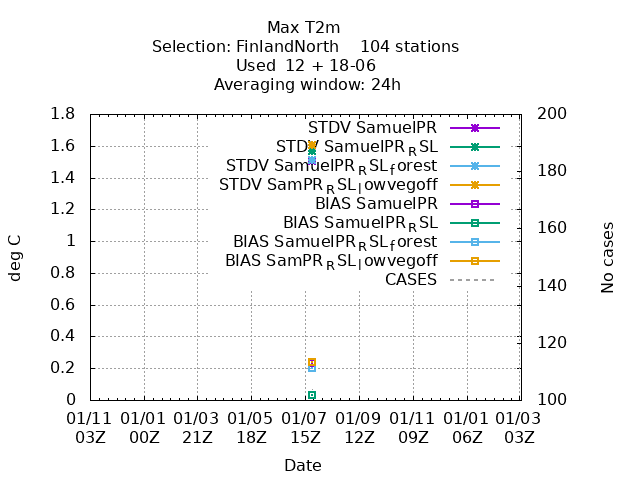 Max T2m
Selection: FinlandNorth    104 stations
Used  12 + 18-06
Averaging window: 24h
1.8
1.6
1.4
1.2
1
0.8
0.6
0.4
0.2
0
deg C
200
180
160
140
120
100
No cases
STDV SamuelPR
STDV SamuelPR_RSL
STDV SamuelPR_RSL_forest
STDV SamPR_RSL_lowvegoff
BIAS SamuelPR
BIAS SamuelPR_RSL
BIAS SamuelPR_RSL_forest
BIAS SamPR_RSL_lowvegoff
CASES
01/11 01/01 01/03 01/05 01/07 01/09 01/11 01/01 01/03
03Z 00Z 21Z 18Z 15Z 12Z 09Z 06Z 03Z
Date